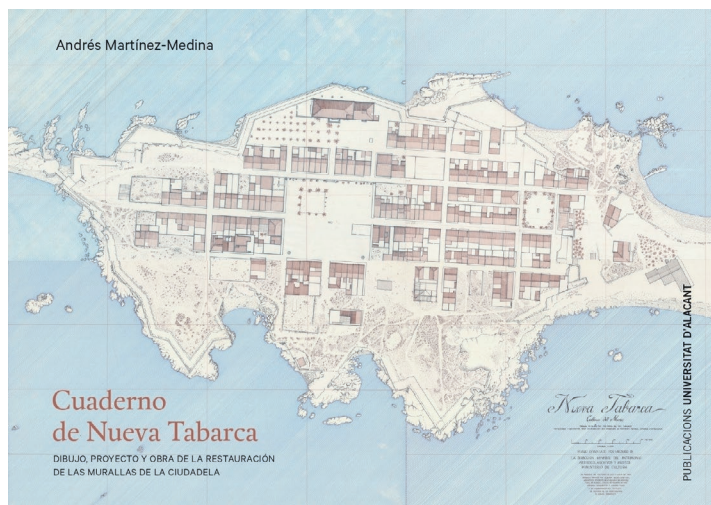 Andrés Martínez-Medina
Cuaderno
de Nueva Tabarca
DIBUJO, PROYECTO Y OBRA DE LA RESTAURACIÓN
DE LAS MURALLAS DE LA CIUDADELA
Nueva Tabarca
PUBLICACIONS UNIVERSITAT D'ALACANT